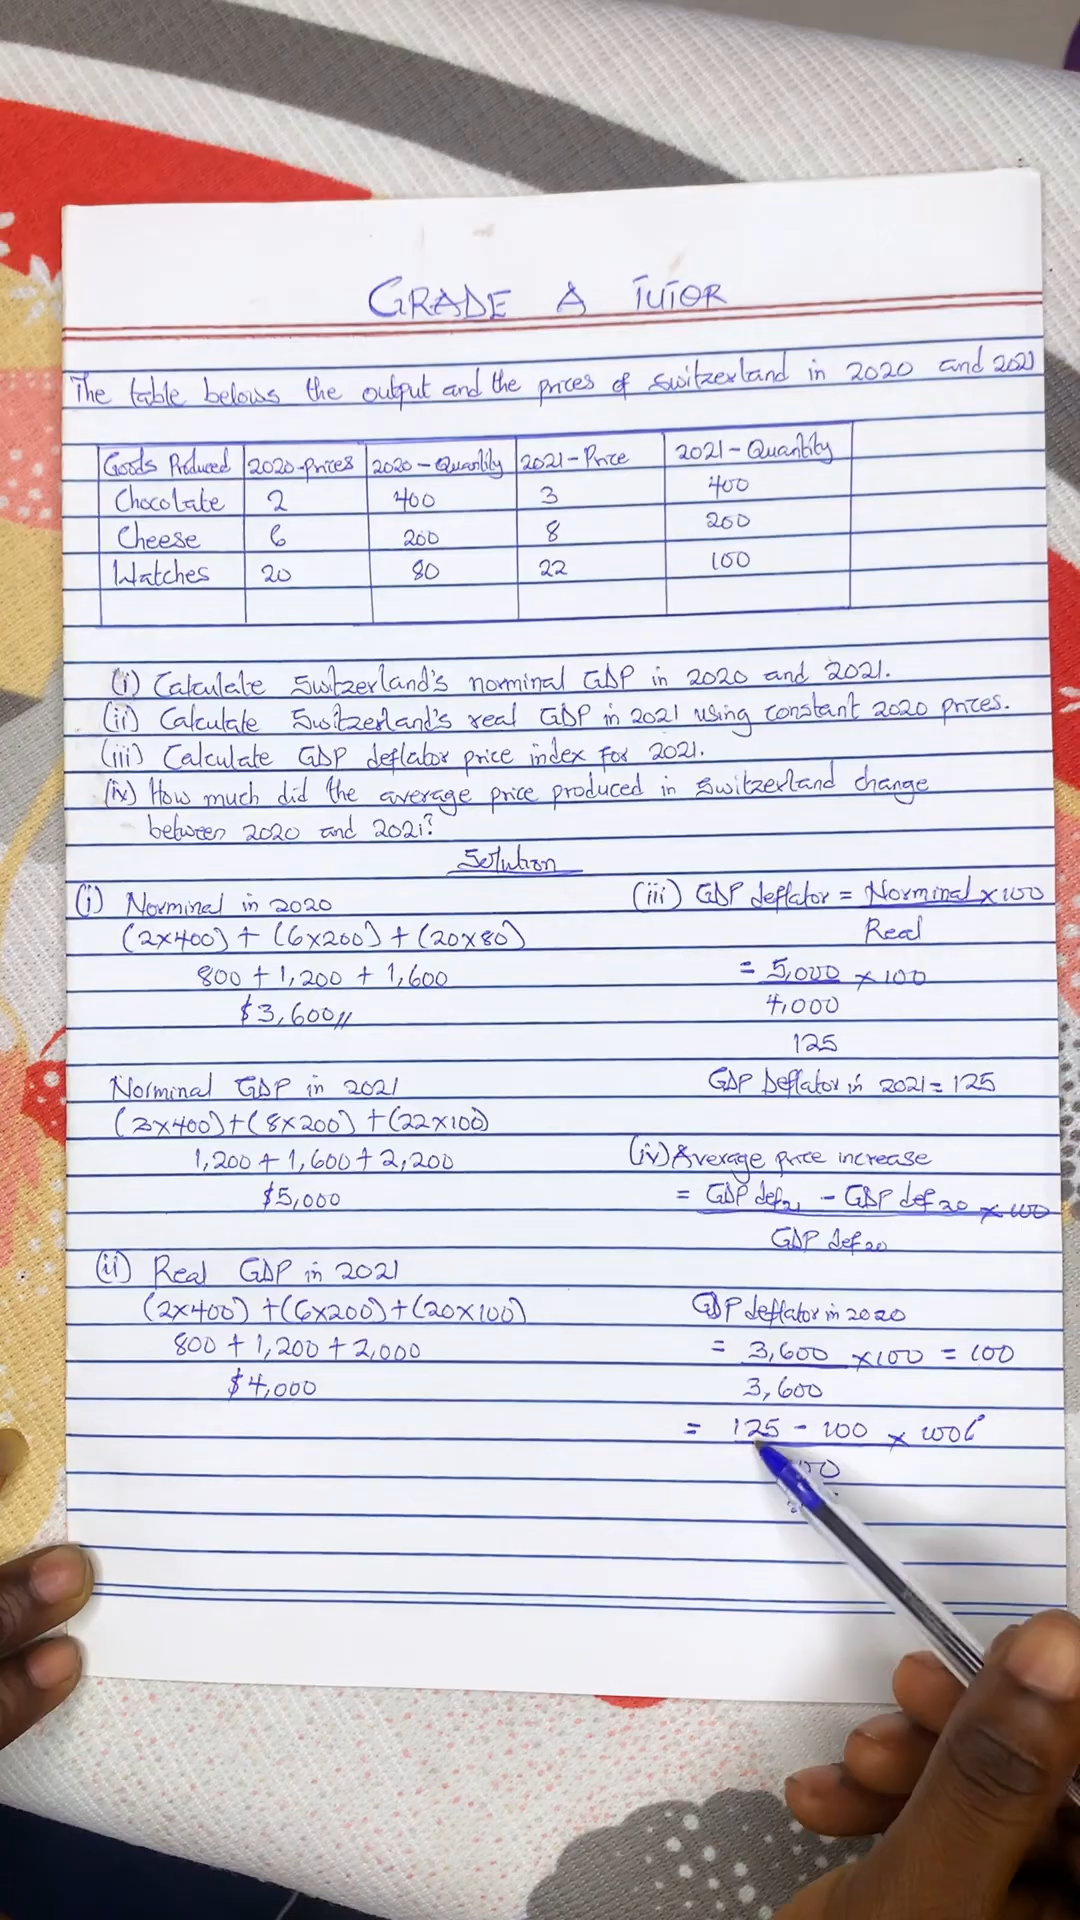 GRADE A TUTOR
The table belows the output and the prices of Switzerland in 2020 and 2021
Goods Produced 2020-prices 2020-Quantity 2021-Price 2021-Quantity
Chocolate 2 400 3 400
Cheese 6 200 8 200
Watches 20 80 22 100
(i) Calculate Switzerland's norminal GDP in 2020 and 2021.
(ii) Calculate Switzerland's real GDP in 2021 using constant 2020 prices.
(iii) Calculate GDP deflator price index for 2021.
(iv) How much did the average price produced in Switzerland change
between 2020 and 2021?
Solution
(i) Norminal in 2020
(2×400) + (6×200) + (20×80)
800 + 1,200 + 1,600
$3,600//
Norminal GDP in 2021
(3×400)+(8×200)+(22×100)
1,200 + 1,600 + 2,200
$5,000
(ii) Real GDP in 2021
(2×400) + (6×200) + (20×100)
800 + 1,200 + 2,000
$4,000
(iii) GDP deflator = Norminal × 100
Real
= 5,000 × 100
4,000
125
GDP Deflator in 2021 = 125
(iv) Average price increase
= GDP def21 - GDP def20 × 100
GDP def20
GDP deflator in 2020
= 3,600 × 100 = 100
3,600
= 125 - 100 × 100